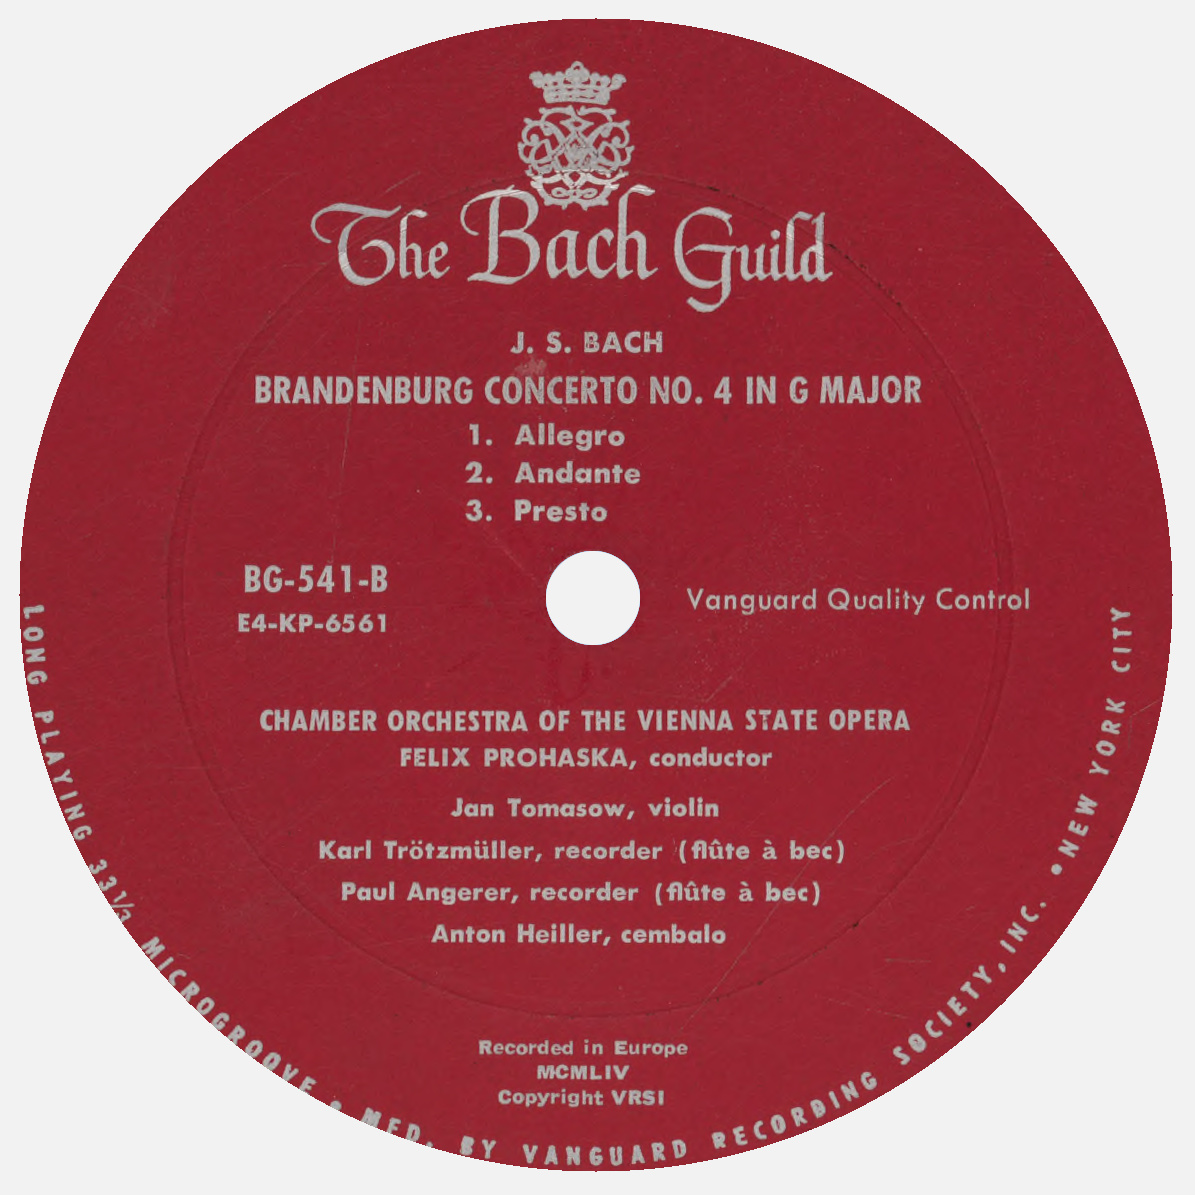 The Bach Guild
J. S. BACH
BRANDENBURG CONCERTO NO. 4 IN G MAJOR
1. Allegro
2. Andante
3. Presto
BG-541-B
E4-KP-6561
Vanguard Quality Control
CHAMBER ORCHESTRA OF THE VIENNA STATE OPERA
FELIX PROHASKA, conductor
Jan Tomasow, violin
Karl Trötzmüller, recorder (flûte à bec)
Paul Angerer, recorder (flûte à bec)
Anton Heiller, cembalo
Recorded in Europe
MCMLIV
Copyright VRSI
LONG PLAYING 33⅓ MICROGROOVE • MFD. BY VANGUARD RECORDING SOCIETY, INC. • NEW YORK CITY